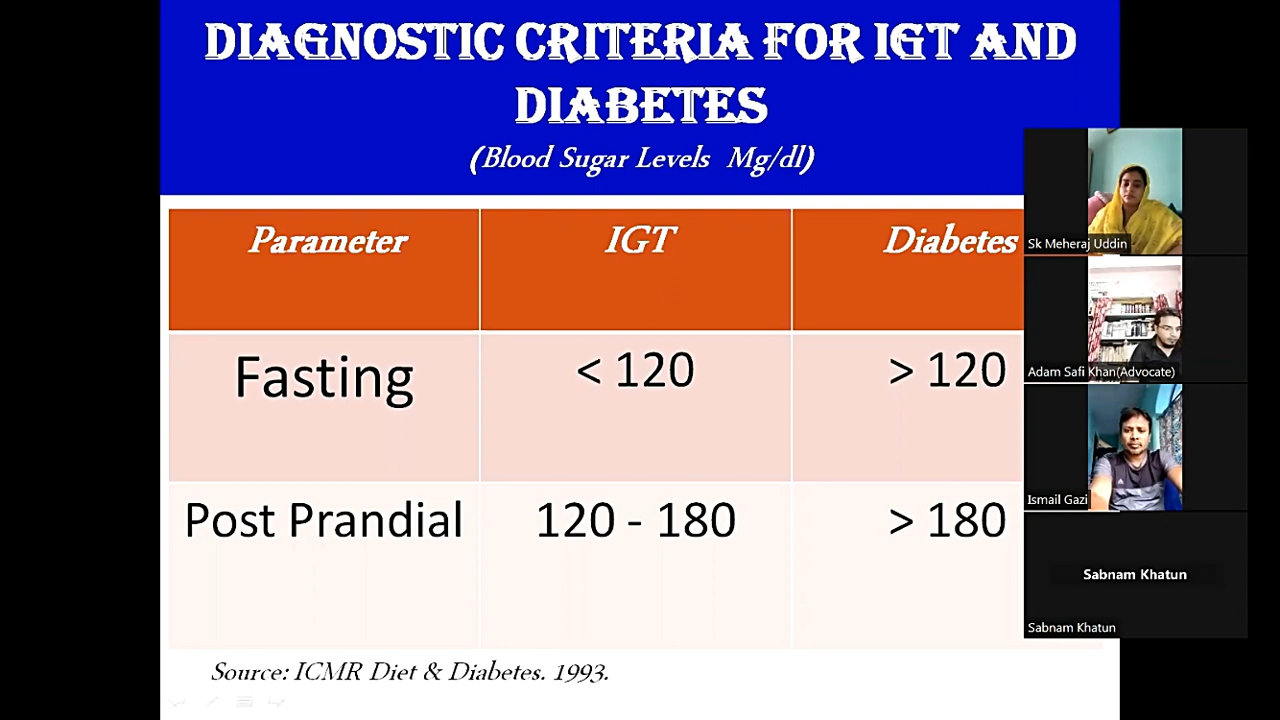 DIAGNOSTIC CRITERIA FOR IGT AND
DIABETES
(Blood Sugar Levels Mg/dl)
Parameter IGT Diabetes
Fasting < 120 > 120
Post Prandial 120 - 180 > 180
Source: ICMR Diet & Diabetes. 1993.
Sk Meheraj Uddin
Adam Safi Khan(Advocate)
Ismail Gazi
Sabnam Khatun
Sabnam Khatun